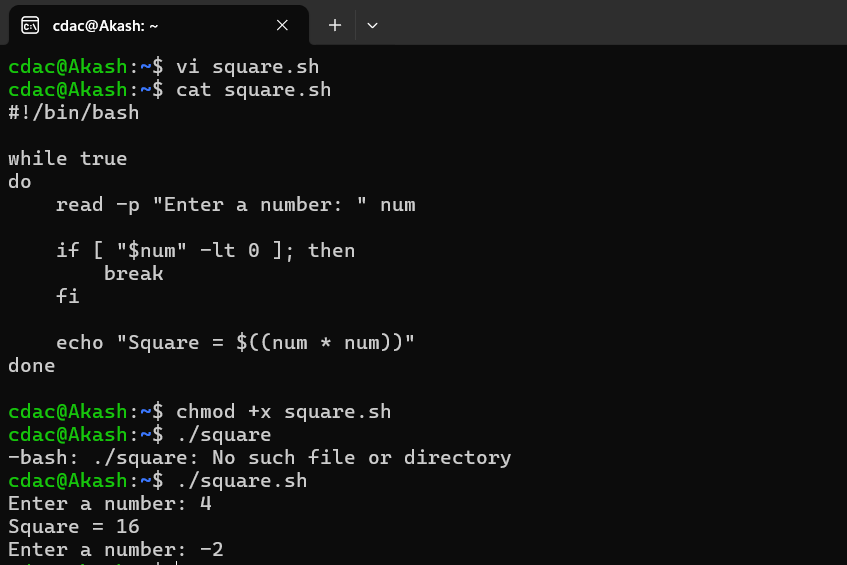 cdac@Akash: ~
cdac@Akash:~$ vi square.sh
cdac@Akash:~$ cat square.sh
#!/bin/bash

while true
do
    read -p "Enter a number: " num

    if [ "$num" -lt 0 ]; then
        break
    fi

    echo "Square = $((num * num))"
done

cdac@Akash:~$ chmod +x square.sh
cdac@Akash:~$ ./square
-bash: ./square: No such file or directory
cdac@Akash:~$ ./square.sh
Enter a number: 4
Square = 16
Enter a number: -2